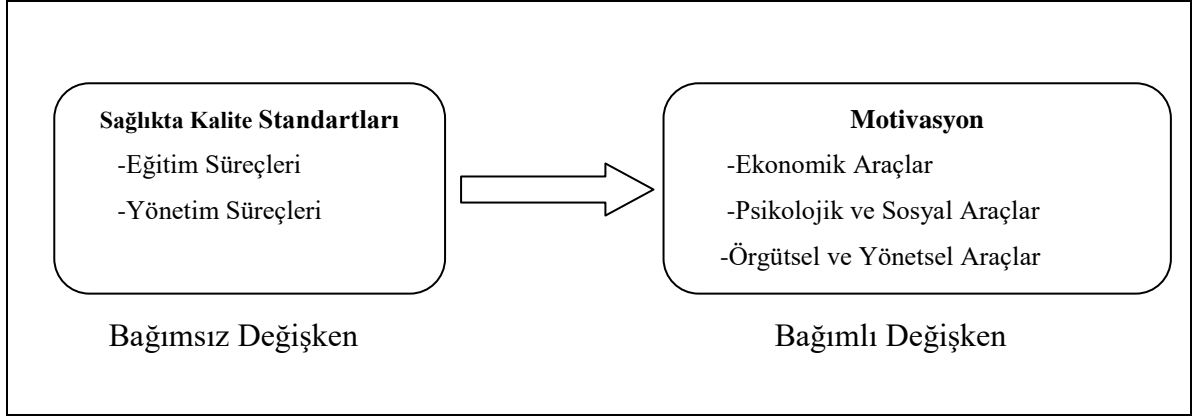 Sağlıkta Kalite Standartları
-Eğitim Süreçleri
-Yönetim Süreçleri
Bağımsız Değişken
Motivasyon
-Ekonomik Araçlar
-Psikolojik ve Sosyal Araçlar
-Örgütsel ve Yönetsel Araçlar
Bağımlı Değişken